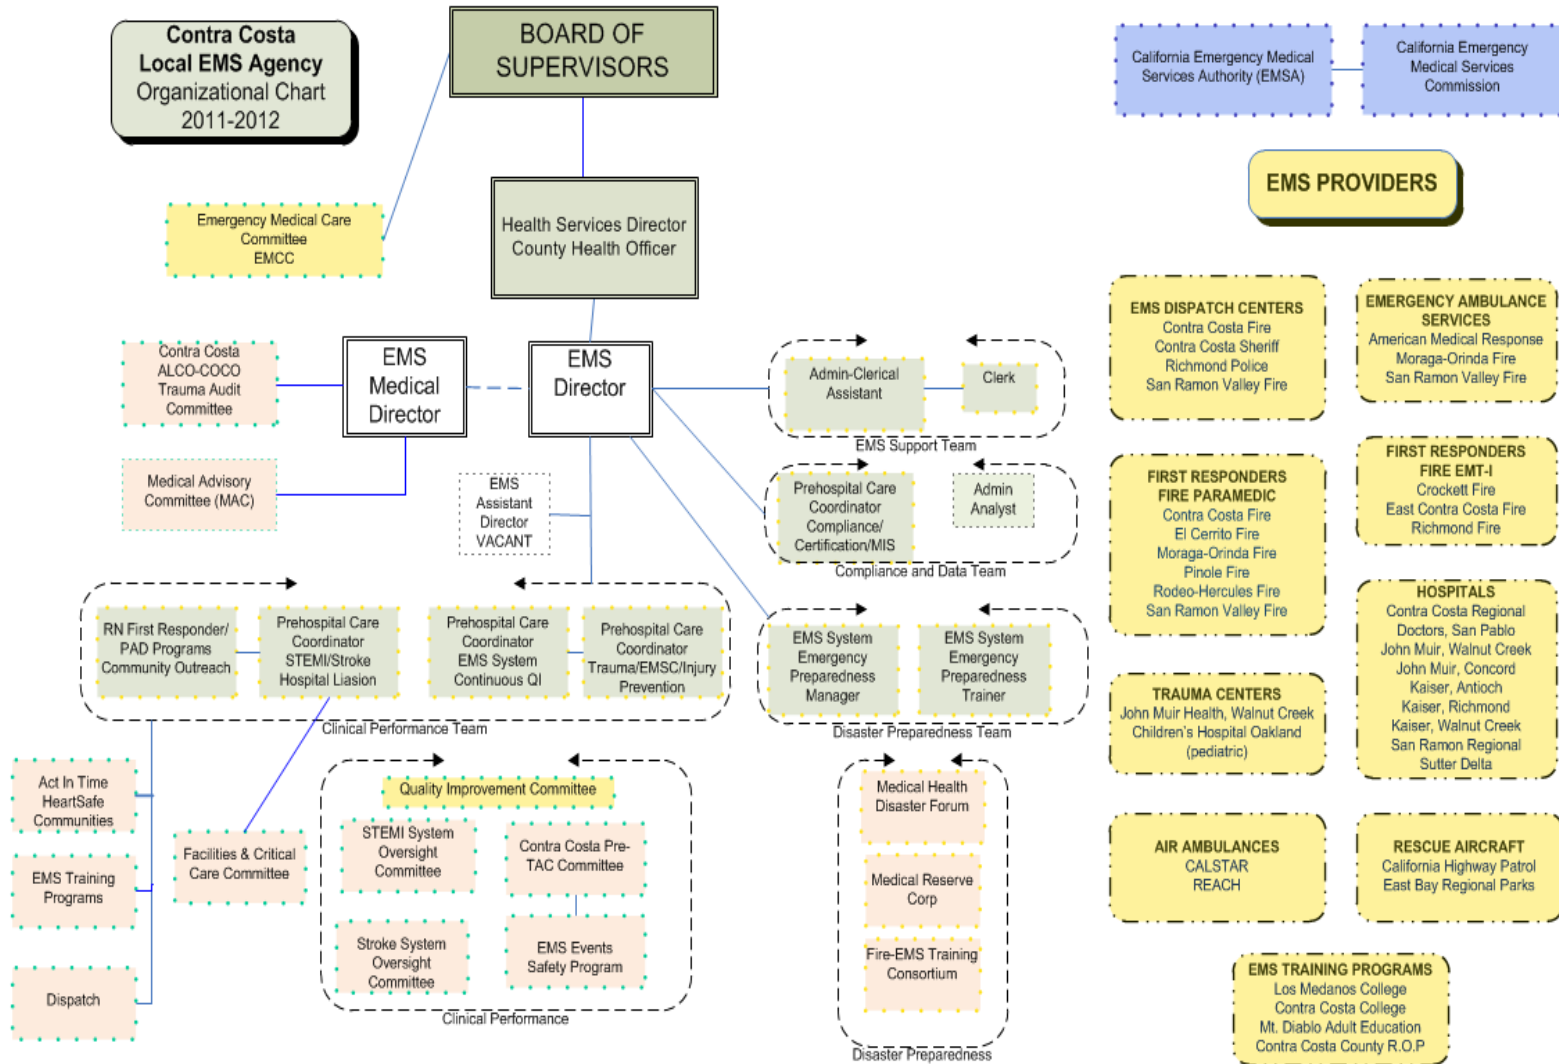 Contra Costa
Local EMS Agency
Organizational Chart
2011-2012
BOARD OF
SUPERVISORS
California Emergency Medical
Services Authority (EMSA)
California Emergency
Medical Services
Commission
EMS PROVIDERS
Emergency Medical Care
Committee
EMCC
Health Services Director
County Health Officer
Contra Costa
ALCO-COCO
Trauma Audit
Committee
EMS
Medical
Director
EMS
Director
Admin-Clerical
Assistant
Clerk
EMS Support Team
Medical Advisory
Committee (MAC)
EMS
Assistant
Director
VACANT
Prehospital Care
Coordinator
Compliance/
Certification/MIS
Admin
Analyst
Compliance and Data Team
RN First Responder/
PAD Programs
Community Outreach
Prehospital Care
Coordinator
STEMI/Stroke
Hospital Liasion
Prehospital Care
Coordinator
EMS System
Continuous QI
Prehospital Care
Coordinator
Trauma/EMSC/Injury
Prevention
Clinical Performance Team
EMS System
Emergency
Preparedness
Manager
EMS System
Emergency
Preparedness
Trainer
Disaster Preparedness Team
Act In Time
HeartSafe
Communities
EMS Training
Programs
Dispatch
Facilities & Critical
Care Committee
Quality Improvement Committee
STEMI System
Oversight
Committee
Contra Costa Pre-
TAC Committee
Stroke System
Oversight
Committee
EMS Events
Safety Program
Clinical Performance
Medical Health
Disaster Forum
Medical Reserve
Corp
Fire-EMS Training
Consortium
Disaster Preparedness
EMS DISPATCH CENTERS
Contra Costa Fire
Contra Costa Sheriff
Richmond Police
San Ramon Valley Fire
EMERGENCY AMBULANCE
SERVICES
American Medical Response
Moraga-Orinda Fire
San Ramon Valley Fire
FIRST RESPONDERS
FIRE PARAMEDIC
Contra Costa Fire
El Cerrito Fire
Moraga-Orinda Fire
Pinole Fire
Rodeo-Hercules Fire
San Ramon Valley Fire
FIRST RESPONDERS
FIRE EMT-I
Crockett Fire
East Contra Costa Fire
Richmond Fire
HOSPITALS
Contra Costa Regional
Doctors, San Pablo
John Muir, Walnut Creek
John Muir, Concord
Kaiser, Antioch
Kaiser, Richmond
Kaiser, Walnut Creek
San Ramon Regional
Sutter Delta
TRAUMA CENTERS
John Muir Health, Walnut Creek
Children's Hospital Oakland
(pediatric)
AIR AMBULANCES
CALSTAR
REACH
RESCUE AIRCRAFT
California Highway Patrol
East Bay Regional Parks
EMS TRAINING PROGRAMS
Los Medanos College
Contra Costa College
Mt. Diablo Adult Education
Contra Costa County R.O.P